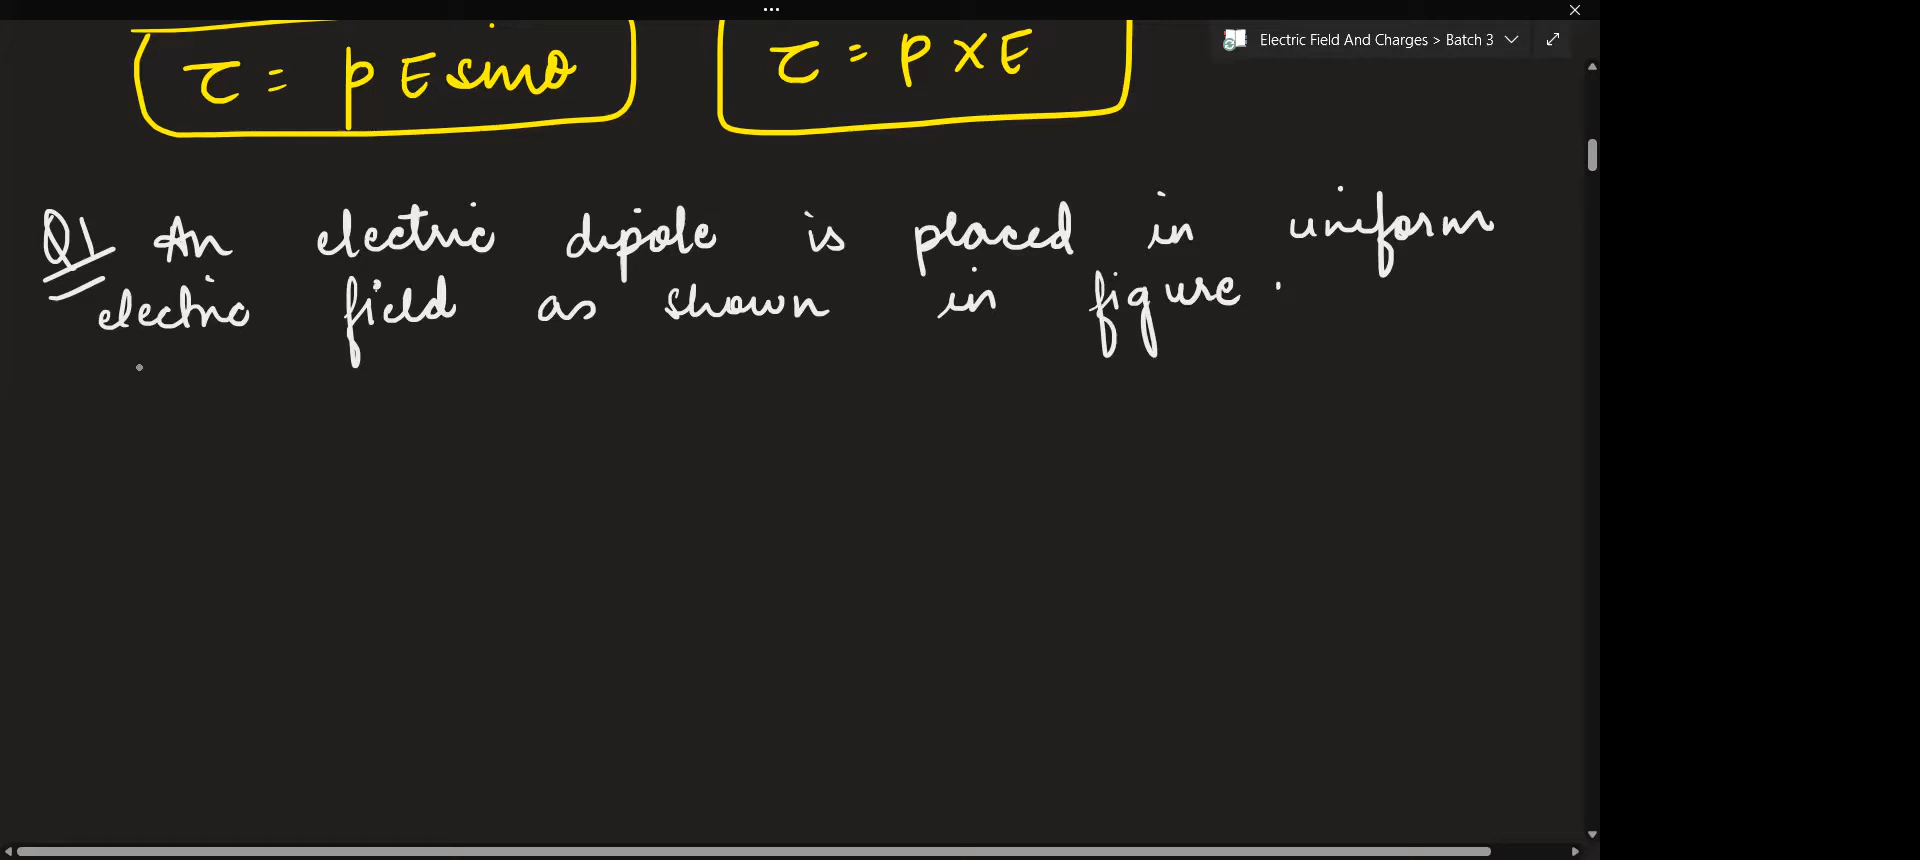 Electric Field And Charges > Batch 3
τ = p E sinθ
τ = p × E
Q1 An electric dipole is placed in uniform
electric field as shown in figure.